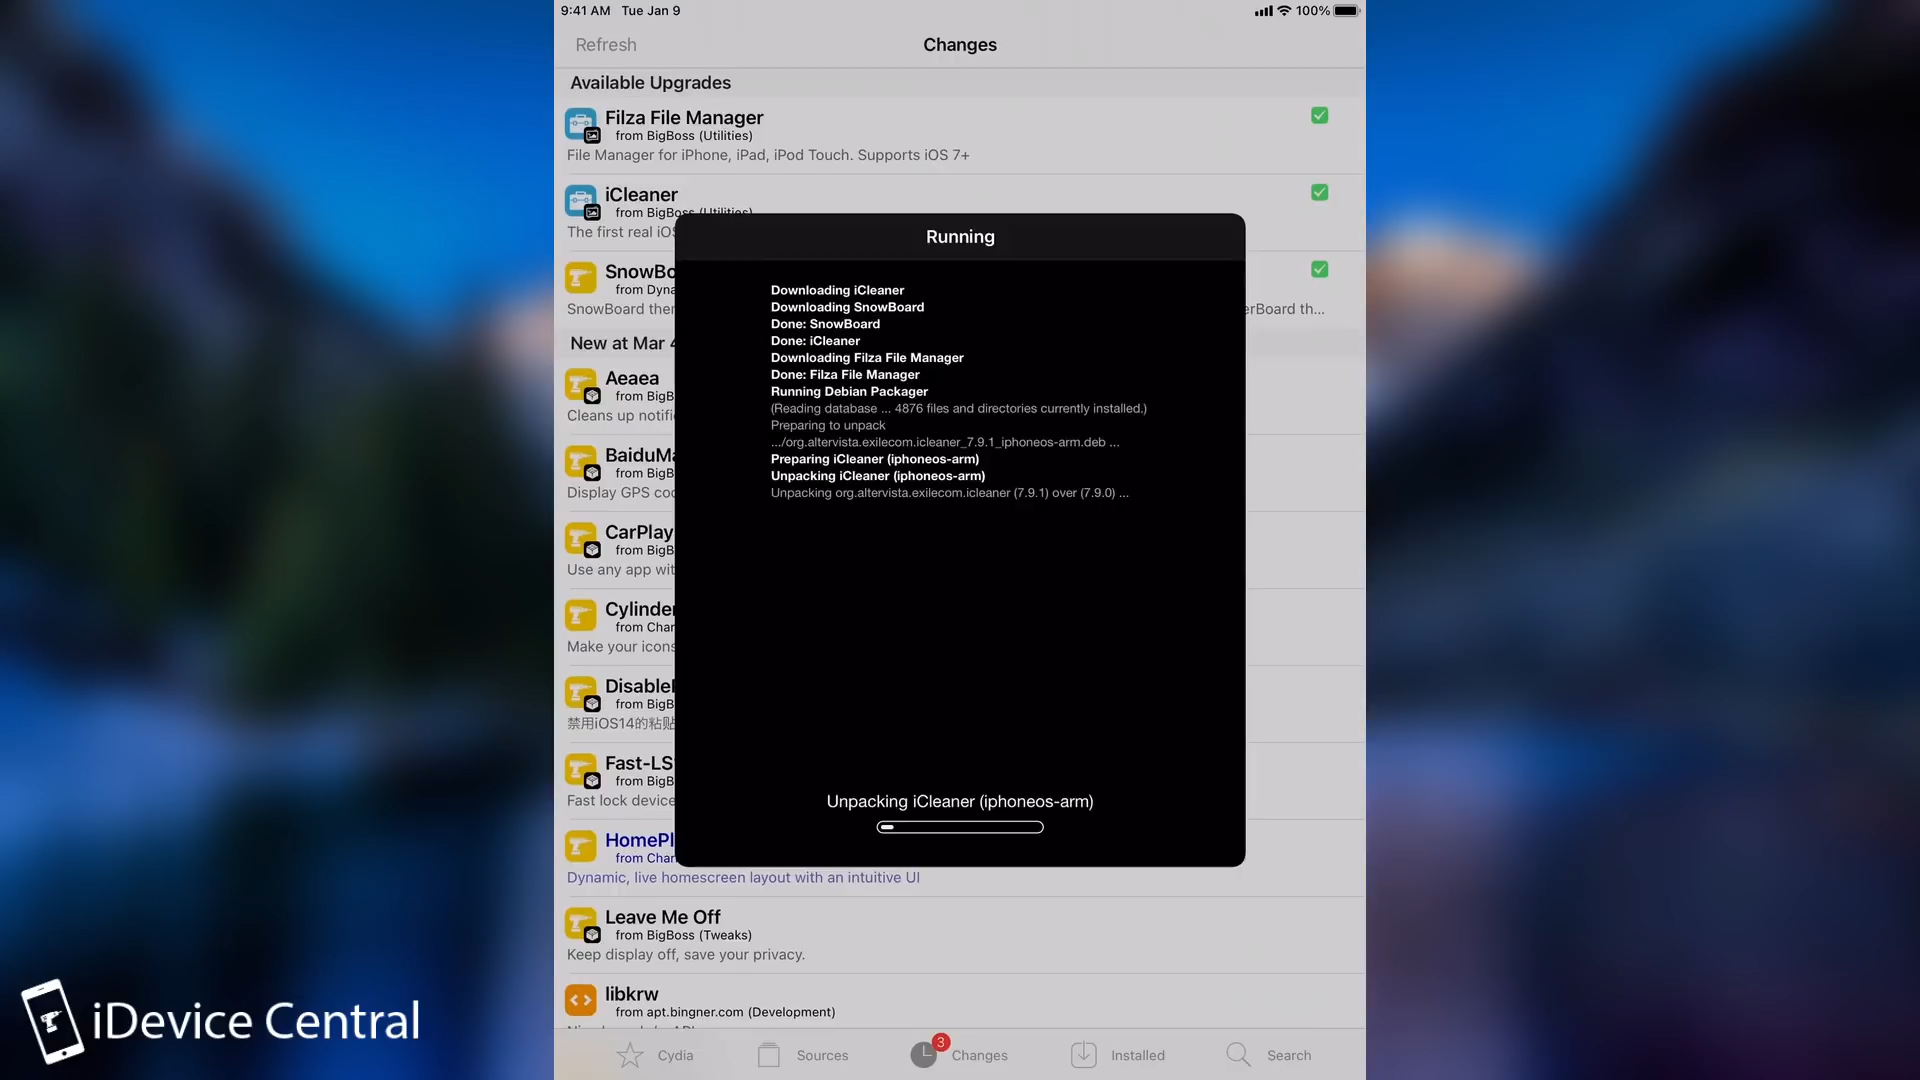 9:41 AM Tue Jan 9
100%
Refresh
Changes
Available Upgrades
Filza File Manager
from BigBoss (Utilities)
File Manager for iPhone, iPad, iPod Touch. Supports iOS 7+
iCleaner
from BigBoss (Utilities)
The first real iOS
SnowBo
from Dyna
SnowBoard ther
erBoard th...
New at Mar 4
Aeaea
from BigB
Cleans up notifi
BaiduMa
from BigB
Display GPS coo
CarPlay
from BigB
Use any app wit
Cylinder
from Char
Make your icons
Disable
from BigB
禁用iOS14的粘贴
Fast-LS
from BigB
Fast lock device
HomePl
from Char
Dynamic, live homescreen layout with an intuitive UI
Leave Me Off
from BigBoss (Tweaks)
Keep display off, save your privacy.
libkrw
from apt.bingner.com (Development)
Running
Downloading iCleaner
Downloading SnowBoard
Done: SnowBoard
Done: iCleaner
Downloading Filza File Manager
Done: Filza File Manager
Running Debian Packager
(Reading database ... 4876 files and directories currently installed.)
Preparing to unpack
.../org.altervista.exilecom.icleaner_7.9.1_iphoneos-arm.deb ...
Preparing iCleaner (iphoneos-arm)
Unpacking iCleaner (iphoneos-arm)
Unpacking org.altervista.exilecom.icleaner (7.9.1) over (7.9.0) ...
Unpacking iCleaner (iphoneos-arm)
Cydia
Sources
3
Changes
Installed
Search
iDevice Central